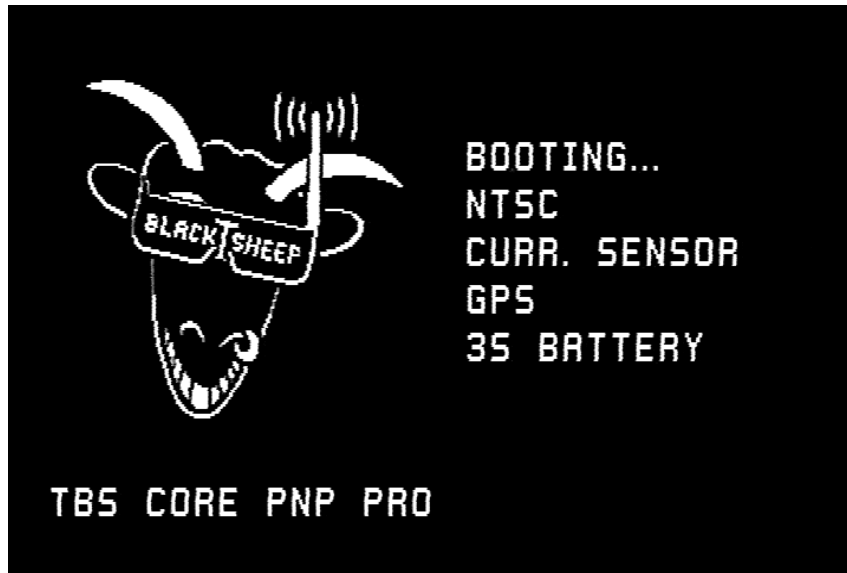 BLACK SHEEP
BOOTING...
NTSC
CURR. SENSOR
GPS
3S BATTERY
TBS CORE PNP PRO